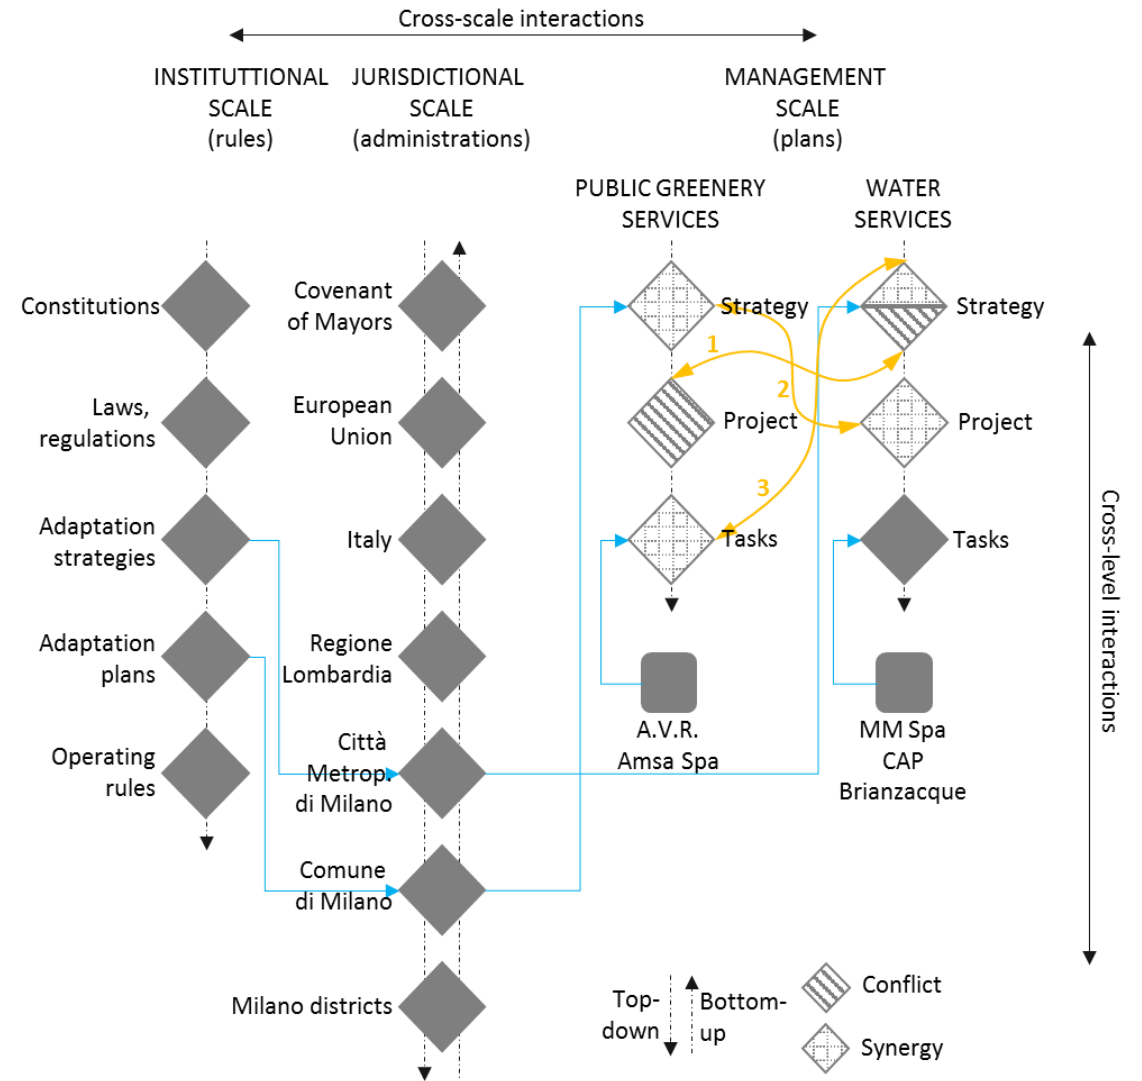 Cross-scale interactions
INSTITUTTIONAL
SCALE
(rules)
JURISDICTIONAL
SCALE
(administrations)
MANAGEMENT
SCALE
(plans)
PUBLIC GREENERY
SERVICES
WATER
SERVICES
Constitutions
Laws,
regulations
Adaptation
strategies
Adaptation
plans
Operating
rules
Covenant
of Mayors
European
Union
Italy
Regione
Lombardia
Città
Metrop.
di Milano
Comune
di Milano
Milano districts
Strategy
Project
Tasks
A.V.R.
Amsa Spa
Strategy
Project
Tasks
MM Spa
CAP
Brianzacque
1
2
3
Cross-level interactions
Top-
down
Bottom-
up
Conflict
Synergy